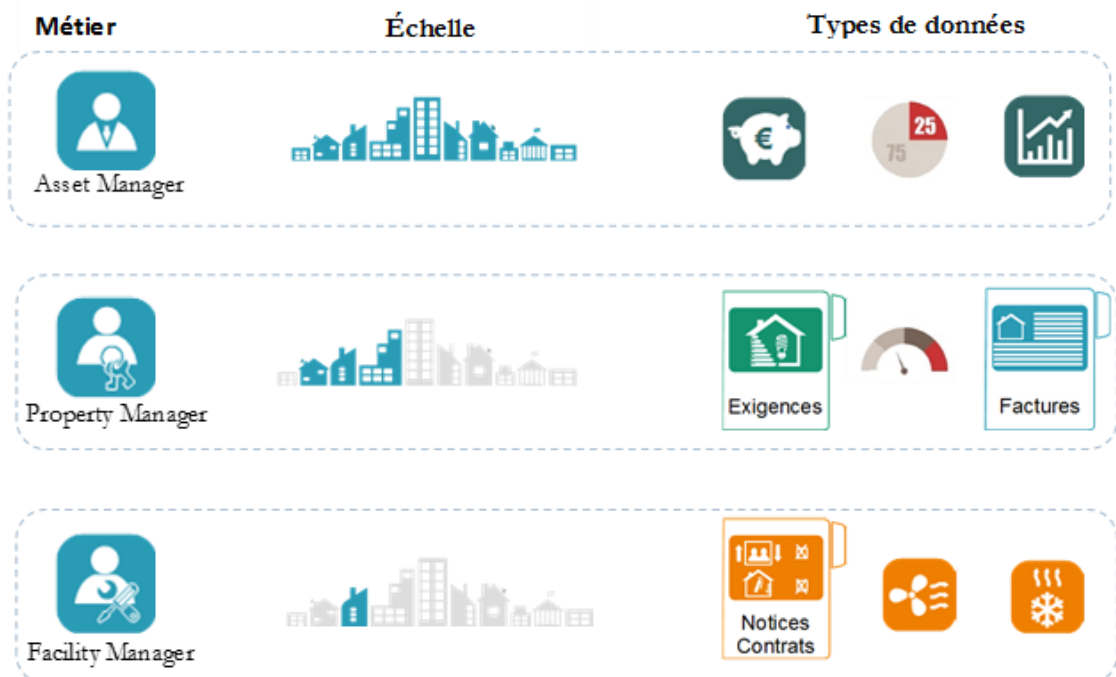 Métier
Échelle
Types de données
Asset Manager
€
25
75
Property Manager
Exigences
Factures
Facility Manager
Notices
Contrats